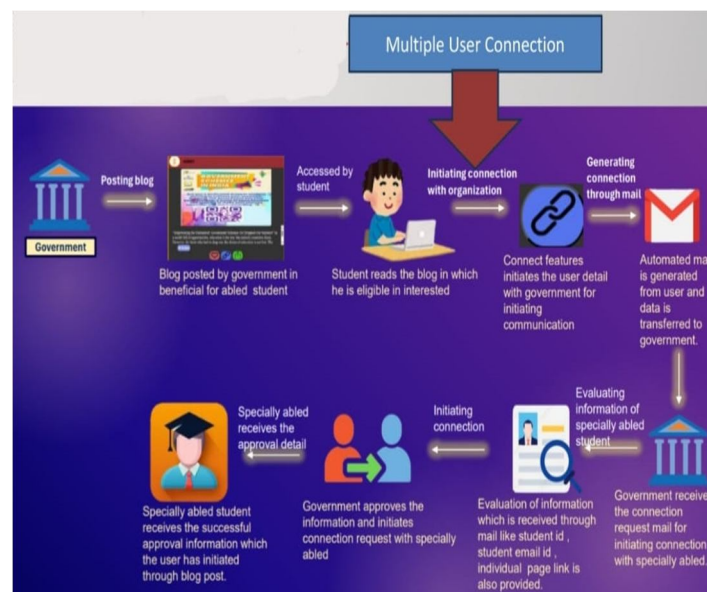 Multiple User Connection
Government
Posting blog
Blog posted by government in
beneficial for abled student
Accessed by
student
Student reads the blog in which
he is eligible in interested
Initiating connection
with organization
Connect features
initiates the user detail
with government for
initiating
communication
Generating
connection
through mail
Automated ma
is generated
from user and
data is
transferred to
government.
Evaluating
information of
specially abled
student
Government receive
the connection
request mail for
initiating connection
with specially abled.
Initiating
connection
Evaluation of information
which is received through
mail like student id ,
student email id ,
individual page link is
also provided.
Specially abled
receives the
approval detail
Government approves the
information and initiates
connection request with specially
abled
Specially abled student
receives the successful
approval information which
the user has initiated
through blog post.